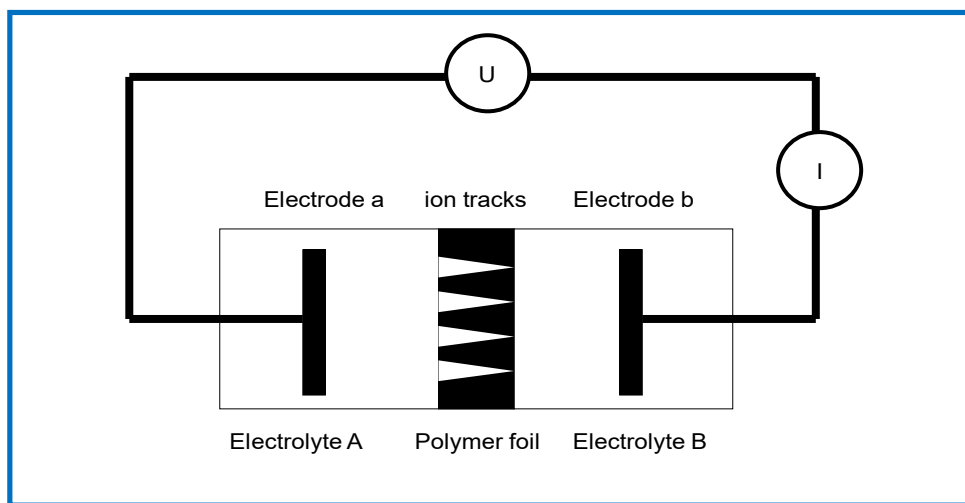 U
I
Electrode a
ion tracks
Electrode b
Electrolyte A
Polymer foil
Electrolyte B